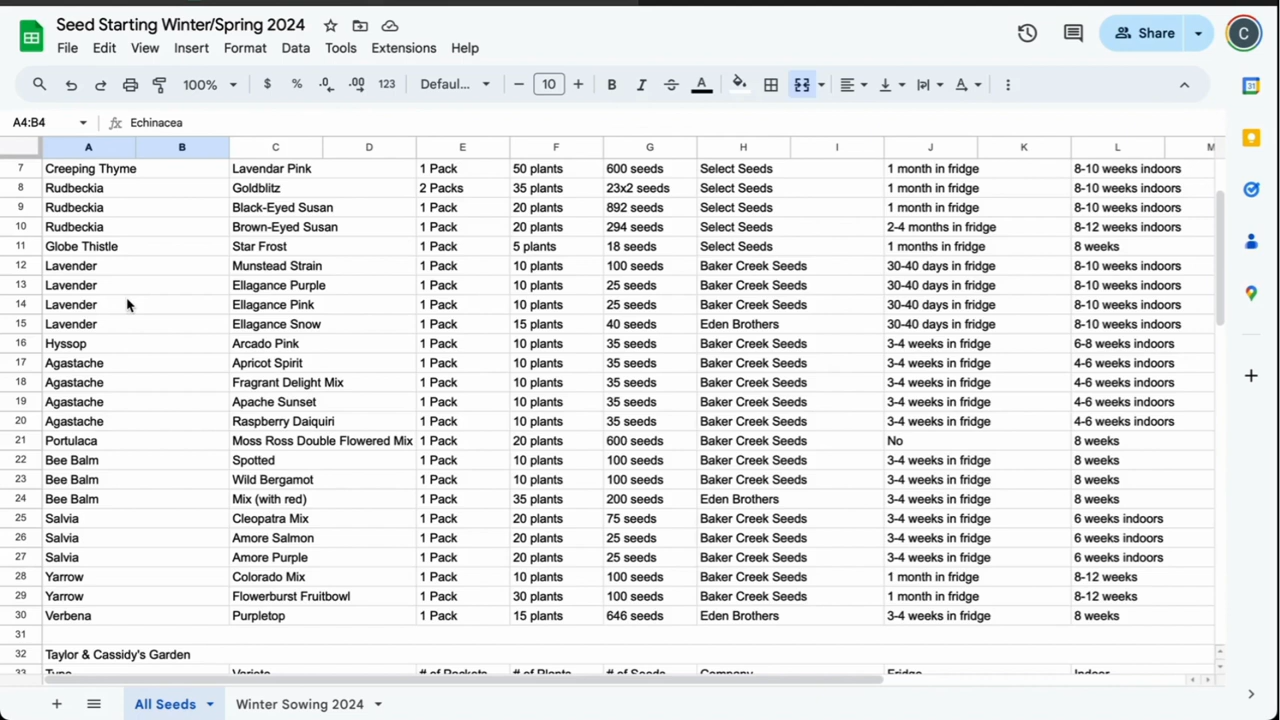 Seed Starting Winter/Spring 2024
File Edit View Insert Format Data Tools Extensions Help
Share
C
100% $ % .0 .00 123 Defaul... 10 B I A
A4:B4 Echinacea
A B C D E F G H I J K L M
7 Creeping Thyme Lavendar Pink 1 Pack 50 plants 600 seeds Select Seeds 1 month in fridge 8-10 weeks indoors
8 Rudbeckia Goldblitz 2 Packs 35 plants 23x2 seeds Select Seeds 1 month in fridge 8-10 weeks indoors
9 Rudbeckia Black-Eyed Susan 1 Pack 20 plants 892 seeds Select Seeds 1 month in fridge 8-10 weeks indoors
10 Rudbeckia Brown-Eyed Susan 1 Pack 20 plants 294 seeds Select Seeds 2-4 months in fridge 8-12 weeks indoors
11 Globe Thistle Star Frost 1 Pack 5 plants 18 seeds Select Seeds 1 months in fridge 8 weeks
12 Lavender Munstead Strain 1 Pack 10 plants 100 seeds Baker Creek Seeds 30-40 days in fridge 8-10 weeks indoors
13 Lavender Ellagance Purple 1 Pack 10 plants 25 seeds Baker Creek Seeds 30-40 days in fridge 8-10 weeks indoors
14 Lavender Ellagance Pink 1 Pack 10 plants 25 seeds Baker Creek Seeds 30-40 days in fridge 8-10 weeks indoors
15 Lavender Ellagance Snow 1 Pack 15 plants 40 seeds Eden Brothers 30-40 days in fridge 8-10 weeks indoors
16 Hyssop Arcado Pink 1 Pack 10 plants 35 seeds Baker Creek Seeds 3-4 weeks in fridge 6-8 weeks indoors
17 Agastache Apricot Spirit 1 Pack 10 plants 35 seeds Baker Creek Seeds 3-4 weeks in fridge 4-6 weeks indoors
18 Agastache Fragrant Delight Mix 1 Pack 10 plants 35 seeds Baker Creek Seeds 3-4 weeks in fridge 4-6 weeks indoors
19 Agastache Apache Sunset 1 Pack 10 plants 35 seeds Baker Creek Seeds 3-4 weeks in fridge 4-6 weeks indoors
20 Agastache Raspberry Daiquiri 1 Pack 10 plants 35 seeds Baker Creek Seeds 3-4 weeks in fridge 4-6 weeks indoors
21 Portulaca Moss Ross Double Flowered Mix 1 Pack 20 plants 600 seeds Baker Creek Seeds No 8 weeks
22 Bee Balm Spotted 1 Pack 10 plants 100 seeds Baker Creek Seeds 3-4 weeks in fridge 8 weeks
23 Bee Balm Wild Bergamot 1 Pack 10 plants 100 seeds Baker Creek Seeds 3-4 weeks in fridge 8 weeks
24 Bee Balm Mix (with red) 1 Pack 35 plants 200 seeds Eden Brothers 3-4 weeks in fridge 8 weeks
25 Salvia Cleopatra Mix 1 Pack 20 plants 75 seeds Baker Creek Seeds 3-4 weeks in fridge 6 weeks indoors
26 Salvia Amore Salmon 1 Pack 20 plants 25 seeds Baker Creek Seeds 3-4 weeks in fridge 6 weeks indoors
27 Salvia Amore Purple 1 Pack 20 plants 25 seeds Baker Creek Seeds 3-4 weeks in fridge 6 weeks indoors
28 Yarrow Colorado Mix 1 Pack 10 plants 100 seeds Baker Creek Seeds 1 month in fridge 8-12 weeks
29 Yarrow Flowerburst Fruitbowl 1 Pack 30 plants 100 seeds Baker Creek Seeds 1 month in fridge 8-12 weeks
30 Verbena Purpletop 1 Pack 15 plants 646 seeds Eden Brothers 3-4 weeks in fridge 8 weeks
31
32 Taylor & Cassidy's Garden
33 Type Variety # of Packets # of Plants # of Seeds Company Fridge Indoor
All Seeds Winter Sowing 2024